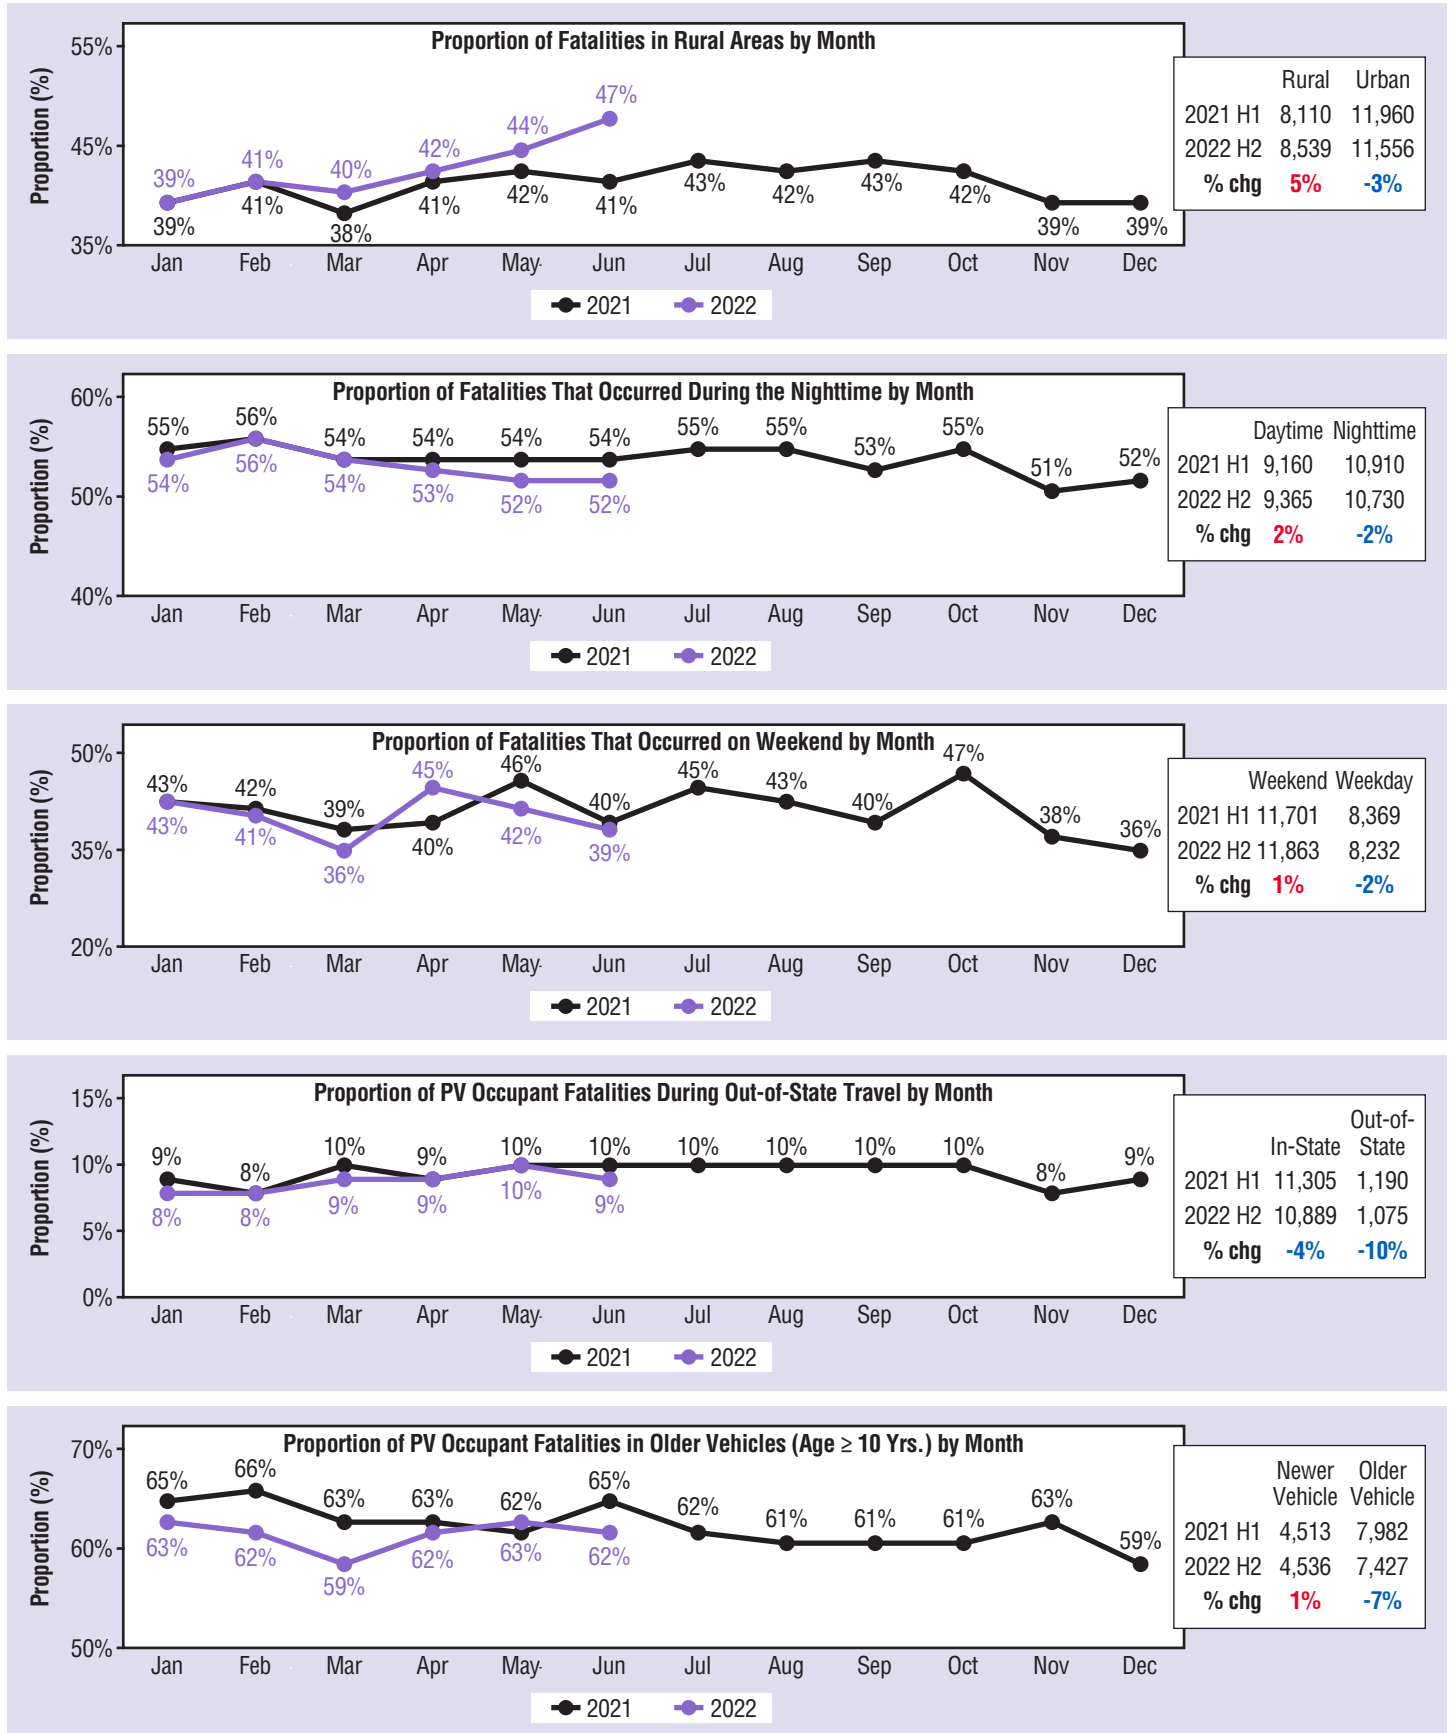 Proportion of Fatalities in Rural Areas by Month
Proportion (%)
55%
45%
35%
39% 41% 40% 42% 44% 47%
39% 41% 38% 41% 42% 41% 43% 42% 43% 42% 39% 39%
Jan Feb Mar Apr May Jun Jul Aug Sep Oct Nov Dec
2021 2022
Rural Urban
2021 H1 8,110 11,960
2022 H2 8,539 11,556
% chg 5% -3%
Proportion of Fatalities That Occurred During the Nighttime by Month
Proportion (%)
60%
50%
40%
55% 56% 54% 54% 54% 54% 55% 55% 53% 55% 51% 52%
54% 56% 54% 53% 52% 52%
Jan Feb Mar Apr May Jun Jul Aug Sep Oct Nov Dec
2021 2022
Daytime Nighttime
2021 H1 9,160 10,910
2022 H2 9,365 10,730
% chg 2% -2%
Proportion of Fatalities That Occurred on Weekend by Month
Proportion (%)
50%
35%
20%
43% 42% 39% 40% 46% 40% 45% 43% 40% 47% 38% 36%
43% 41% 36% 45% 42% 39%
Jan Feb Mar Apr May Jun Jul Aug Sep Oct Nov Dec
2021 2022
Weekend Weekday
2021 H1 11,701 8,369
2022 H2 11,863 8,232
% chg 1% -2%
Proportion of PV Occupant Fatalities During Out-of-State Travel by Month
Proportion (%)
15%
10%
5%
0%
9% 8% 10% 9% 10% 10% 10% 10% 10% 10% 8% 9%
8% 8% 9% 9% 10% 9%
Jan Feb Mar Apr May Jun Jul Aug Sep Oct Nov Dec
2021 2022
Out-of-
In-State State
2021 H1 11,305 1,190
2022 H2 10,889 1,075
% chg -4% -10%
Proportion of PV Occupant Fatalities in Older Vehicles (Age ≥ 10 Yrs.) by Month
Proportion (%)
70%
60%
50%
65% 66% 63% 63% 62% 65% 62% 61% 61% 61% 63% 59%
63% 62% 59% 62% 63% 62%
Jan Feb Mar Apr May Jun Jul Aug Sep Oct Nov Dec
2021 2022
Newer Older
Vehicle Vehicle
2021 H1 4,513 7,982
2022 H2 4,536 7,427
% chg 1% -7%